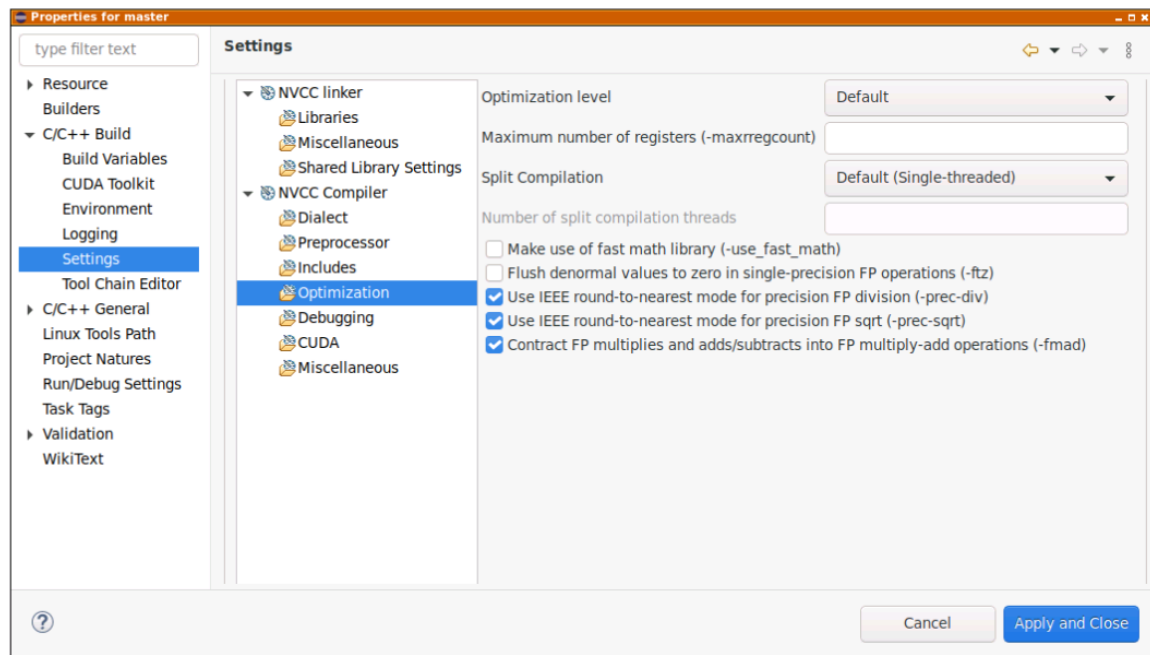 Properties for master
type filter text
Resource
Builders
C/C++ Build
Build Variables
CUDA Toolkit
Environment
Logging
Settings
Tool Chain Editor
C/C++ General
Linux Tools Path
Project Natures
Run/Debug Settings
Task Tags
Validation
WikiText
Settings
NVCC linker
Libraries
Miscellaneous
Shared Library Settings
NVCC Compiler
Dialect
Preprocessor
Includes
Optimization
Debugging
CUDA
Miscellaneous
Optimization level Default
Maximum number of registers (-maxrregcount)
Split Compilation Default (Single-threaded)
Number of split compilation threads
Make use of fast math library (-use_fast_math)
Flush denormal values to zero in single-precision FP operations (-ftz)
Use IEEE round-to-nearest mode for precision FP division (-prec-div)
Use IEEE round-to-nearest mode for precision FP sqrt (-prec-sqrt)
Contract FP multiplies and adds/subtracts into FP multiply-add operations (-fmad)
?
Cancel Apply and Close